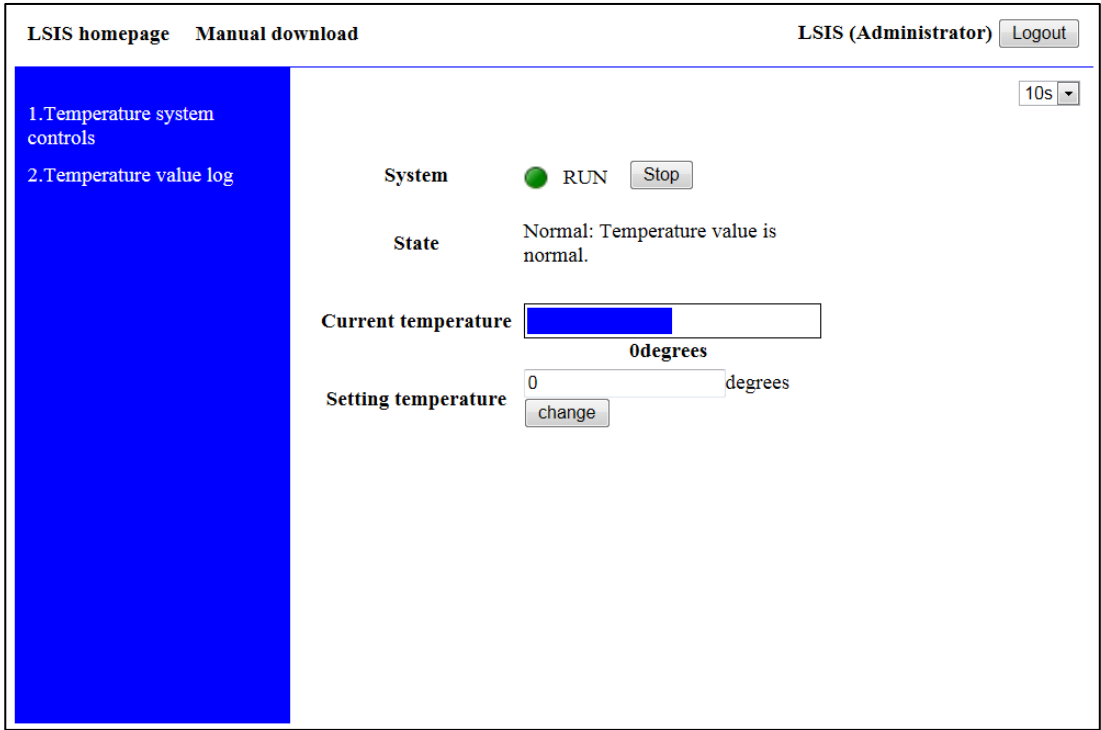 LSIS homepage Manual download LSIS (Administrator) Logout
10s
1.Temperature system
controls
2.Temperature value log
System RUN Stop
State Normal: Temperature value is
normal.
Current temperature
0degrees
Setting temperature 0 degrees
change